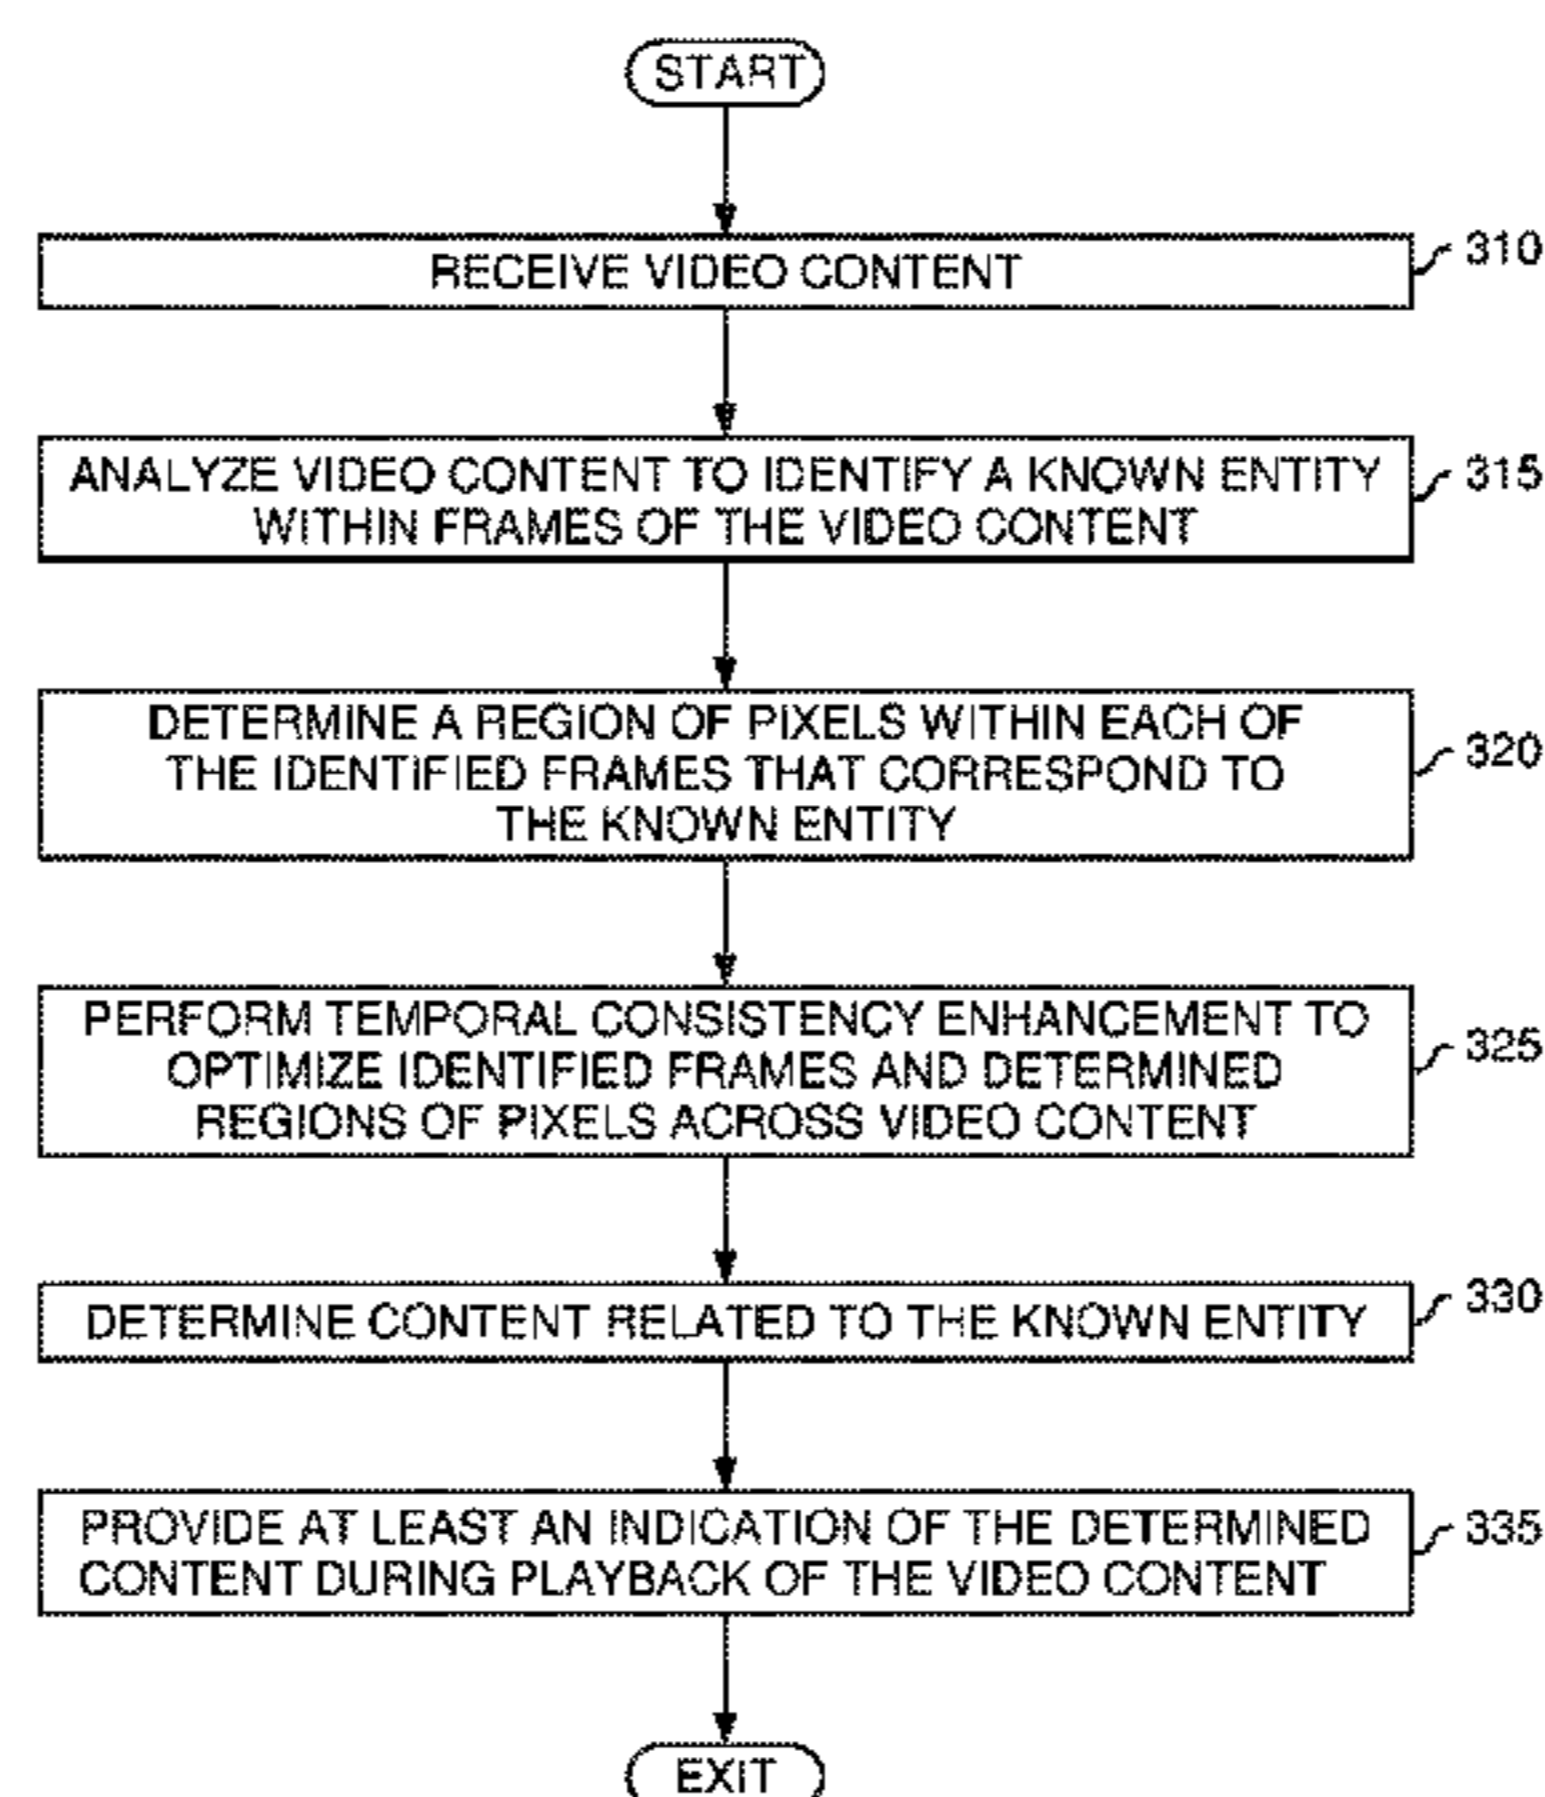 START
RECEIVE VIDEO CONTENT
310
ANALYZE VIDEO CONTENT TO IDENTIFY A KNOWN ENTITY
WITHIN FRAMES OF THE VIDEO CONTENT
315
DETERMINE A REGION OF PIXELS WITHIN EACH OF
THE IDENTIFIED FRAMES THAT CORRESPOND TO
THE KNOWN ENTITY
320
PERFORM TEMPORAL CONSISTENCY ENHANCEMENT TO
OPTIMIZE IDENTIFIED FRAMES AND DETERMINED
REGIONS OF PIXELS ACROSS VIDEO CONTENT
325
DETERMINE CONTENT RELATED TO THE KNOWN ENTITY
330
PROVIDE AT LEAST AN INDICATION OF THE DETERMINED
CONTENT DURING PLAYBACK OF THE VIDEO CONTENT
335
EXIT